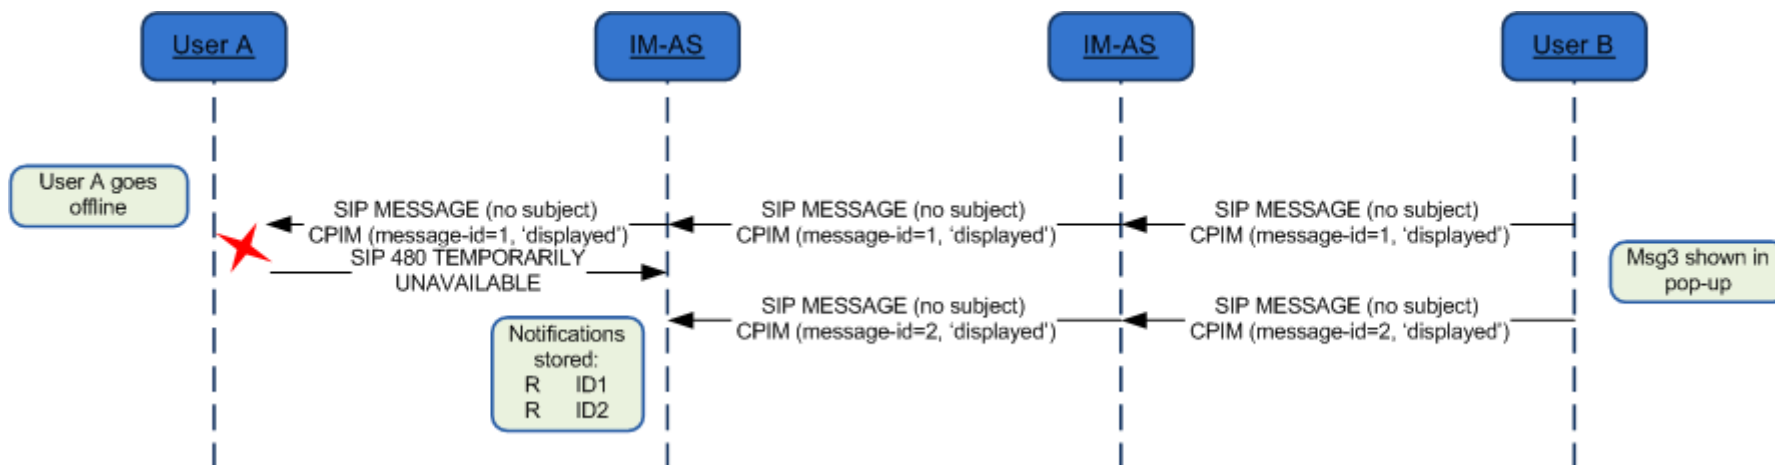 User A
IM-AS
IM-AS
User B
User A goes
offline
SIP MESSAGE (no subject)
CPIM (message-id=1, ‘displayed’)
SIP MESSAGE (no subject)
CPIM (message-id=1, ‘displayed’)
SIP MESSAGE (no subject)
CPIM (message-id=1, ‘displayed’)
SIP 480 TEMPORARILY
UNAVAILABLE
Msg3 shown in
pop-up
SIP MESSAGE (no subject)
CPIM (message-id=2, ‘displayed’)
SIP MESSAGE (no subject)
CPIM (message-id=2, ‘displayed’)
Notifications
stored:
R ID1
R ID2